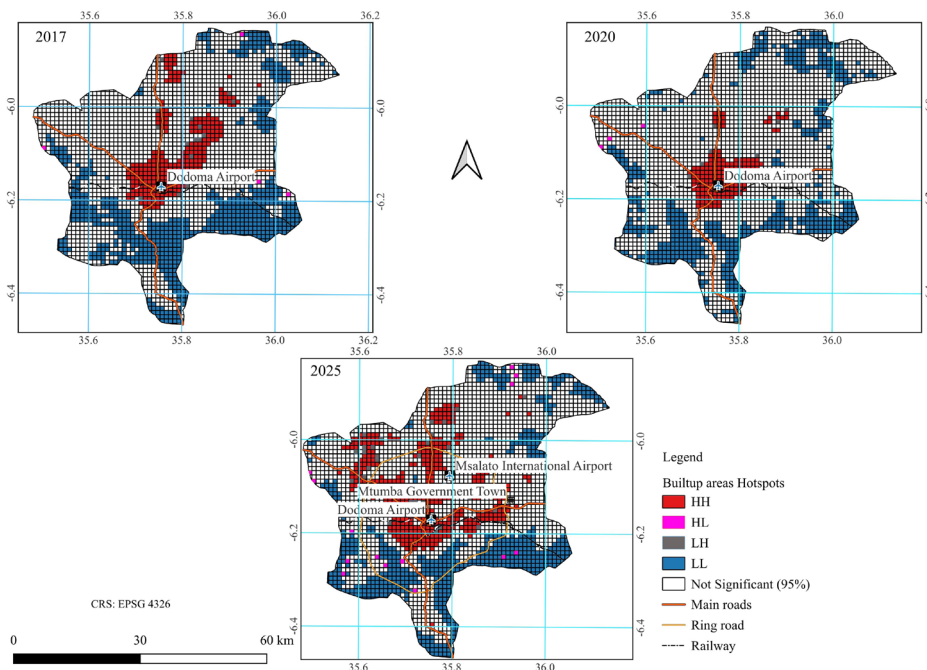 35.6 35.8 36.0 36.2
2017
-6.0
Dodoma Airport
-6.2
-6.4
35.6 35.8 36.0
35.6 35.8 36.0
2020
-6.0
-6.0
Dodoma Airport
-6.2
-6.2
-6.4
-6.4
35.6 35.8 36.0
35.6 35.8 36.0
2025
-6.0
Msalato International Airport
Mtumba Government Town
Dodoma Airport
-6.2
-6.4
35.6 35.8 36.0
Legend
Builtup areas Hotspots
HH
HL
LH
LL
Not Significant (95%)
Main roads
Ring road
Railway
CRS: EPSG 4326
0 30 60 km